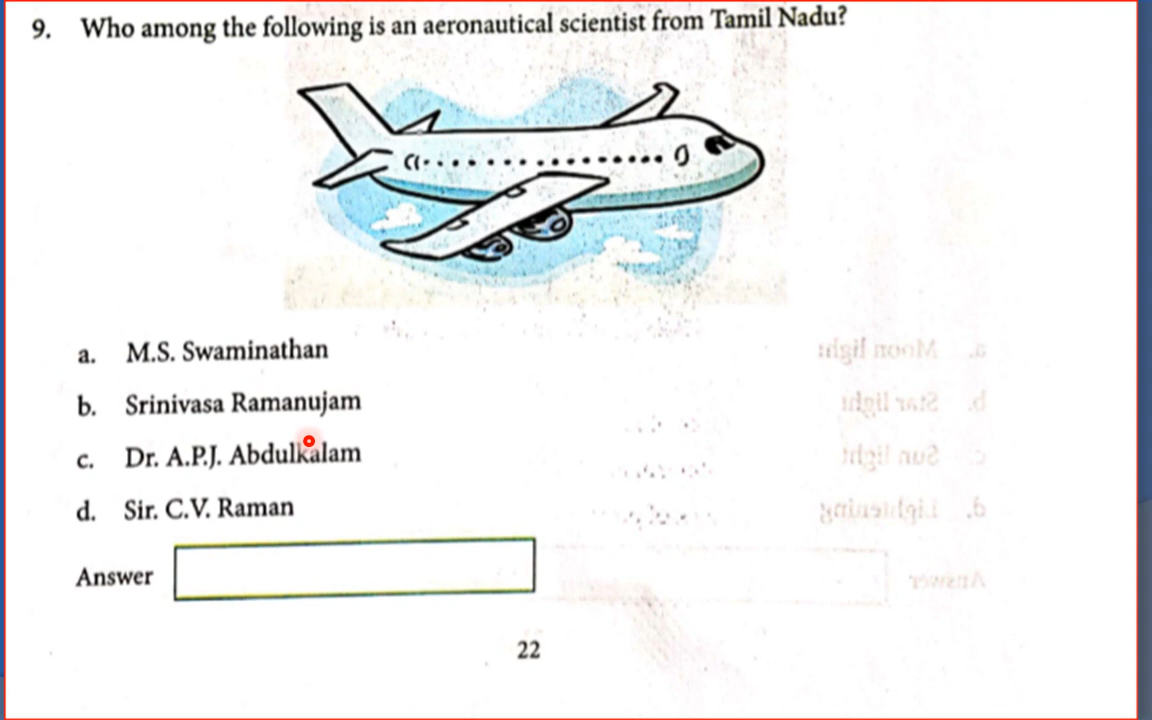 9. Who among the following is an aeronautical scientist from Tamil Nadu?
a. M.S. Swaminathan
b. Srinivasa Ramanujam
c. Dr. A.P.J. Abdulkalam
d. Sir. C.V. Raman
Answer
22